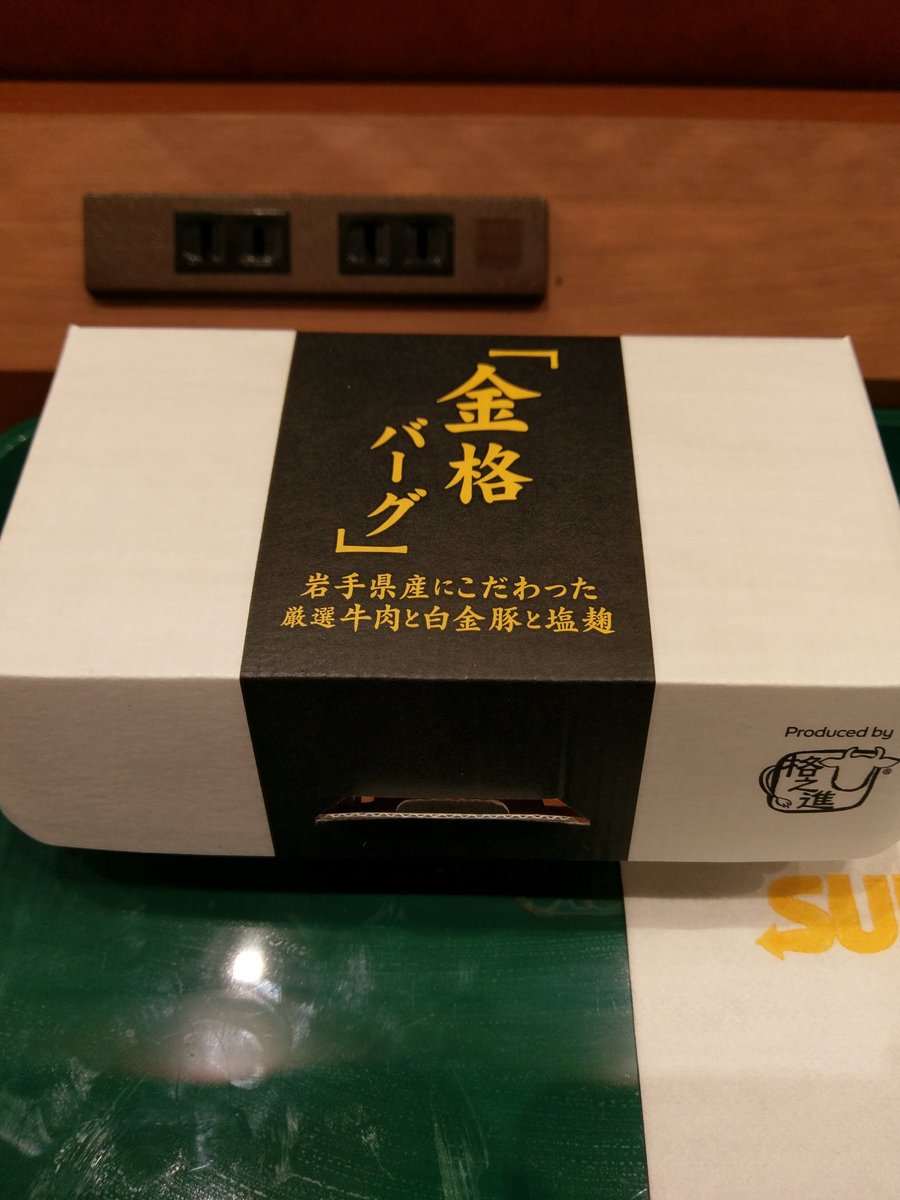 「金格
バーグ」
岩手県産にこだわった
厳選牛肉と白金豚と塩麹
Produced by
格之進
®